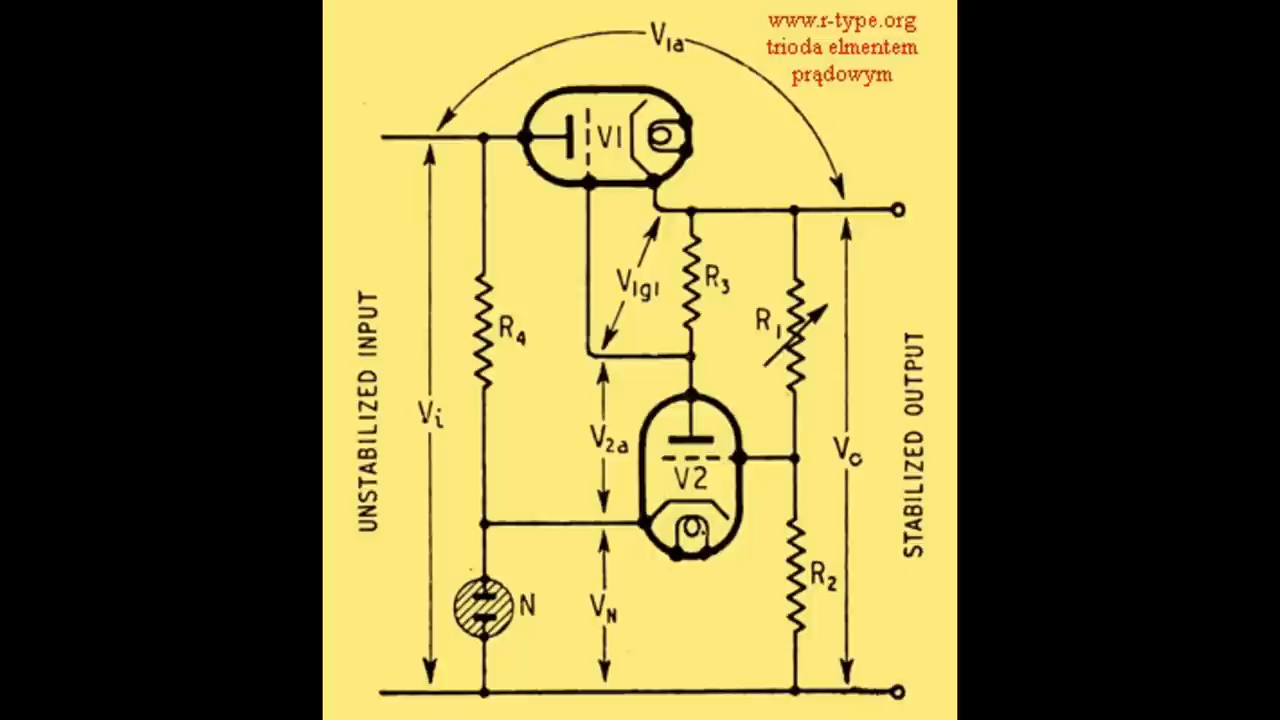 www.r-type.org
trioda elmentem
prądowym
V1a
V1
V1g1
R3
R1
R4
UNSTABILIZED INPUT
Vi
V2a
V2
Vo
STABILIZED OUTPUT
R2
N
VN